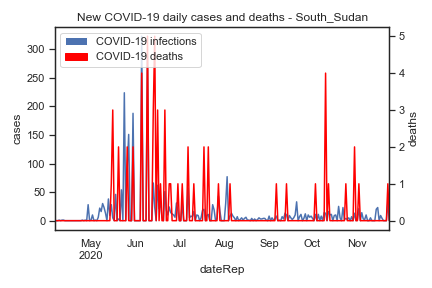 New COVID-19 daily cases and deaths - South_Sudan
COVID-19 infections
COVID-19 deaths
cases
300
250
200
150
100
50
0
deaths
5
4
3
2
1
0
May Jun Jul Aug Sep Oct Nov
2020
dateRep